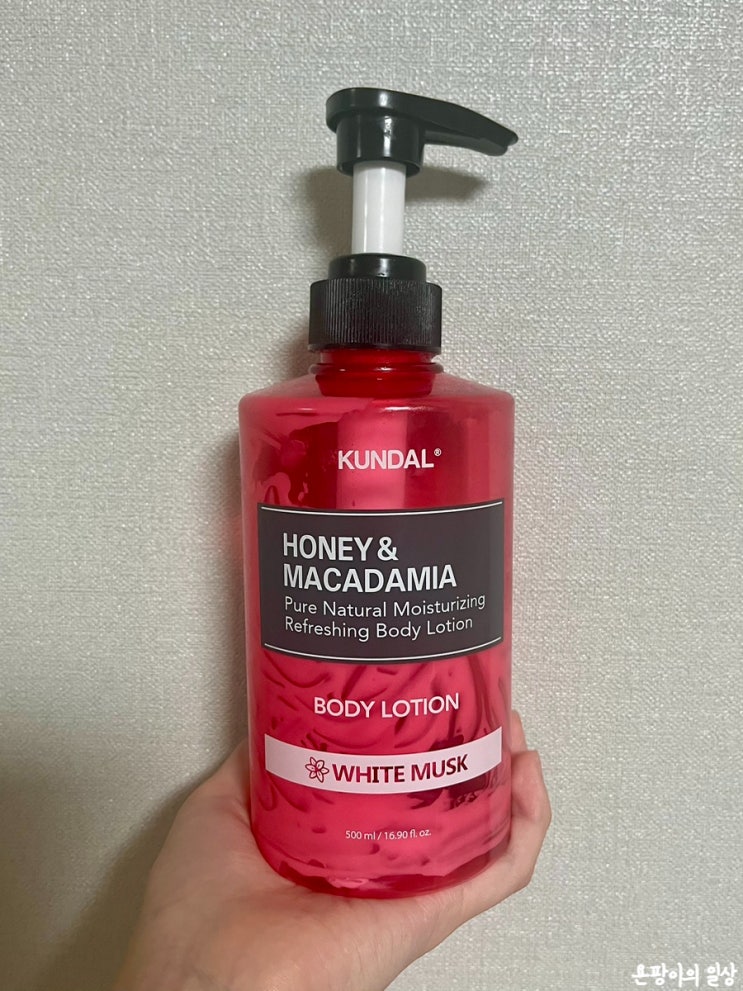 KUNDAL®
HONEY &
MACADAMIA
Pure Natural Moisturizing
Refreshing Body Lotion
BODY LOTION
WHITE MUSK
500 ml / 16.90 fl. oz.
은팡이의 일상